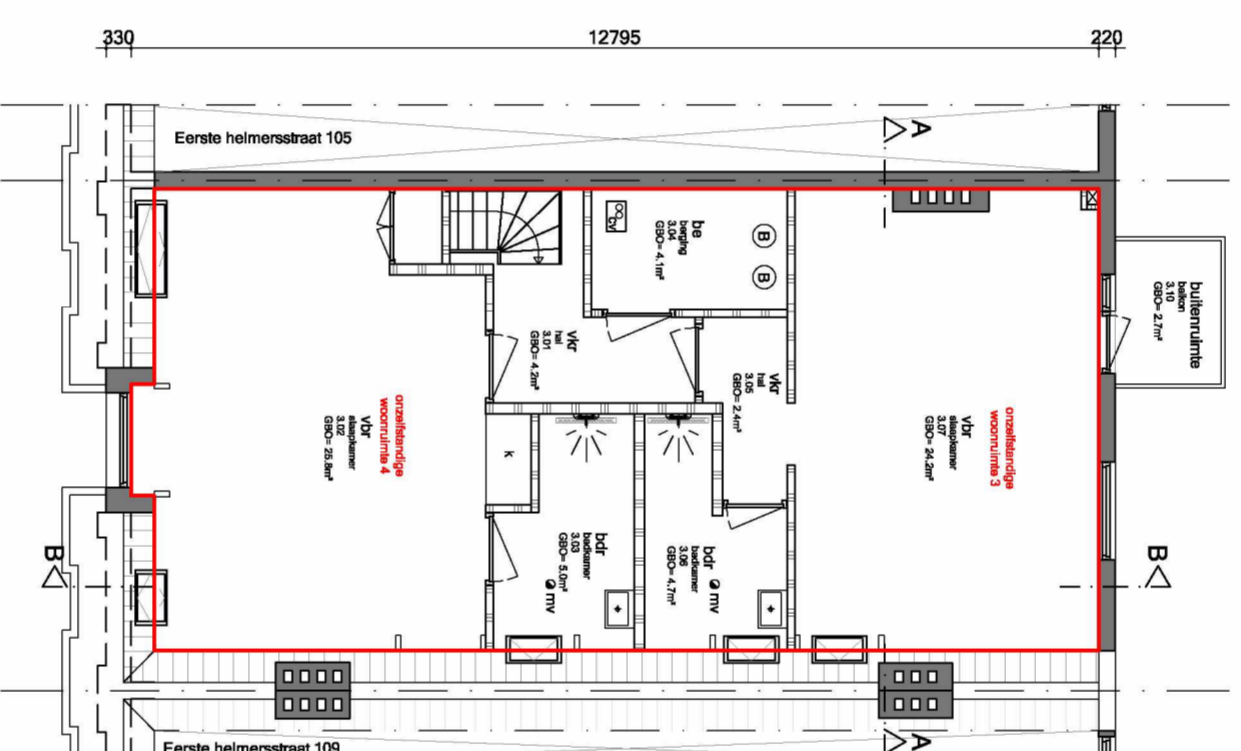 330
12795
220
Eerste helmersstraat 105
A
be
berging
3.04
GBO= 4.1m²
CV
B
B
buitenruimte
balkon
3.10
GBO= 2.7m²
vkr
hal
3.01
GBO= 4.2m²
vkr
hal
3.05
GBO= 2.4m²
onzelfstandige
woonruimte 4
vbr
slaapkamer
3.02
GBO= 25.8m²
onzelfstandige
woonruimte 3
vbr
slaapkamer
3.07
GBO= 24.2m²
k
bdr
badkamer
3.03
GBO= 5.0m²
mv
bdr
badkamer
3.06
GBO= 4.7m²
mv
B
B
Eerste helmersstraat 109
A